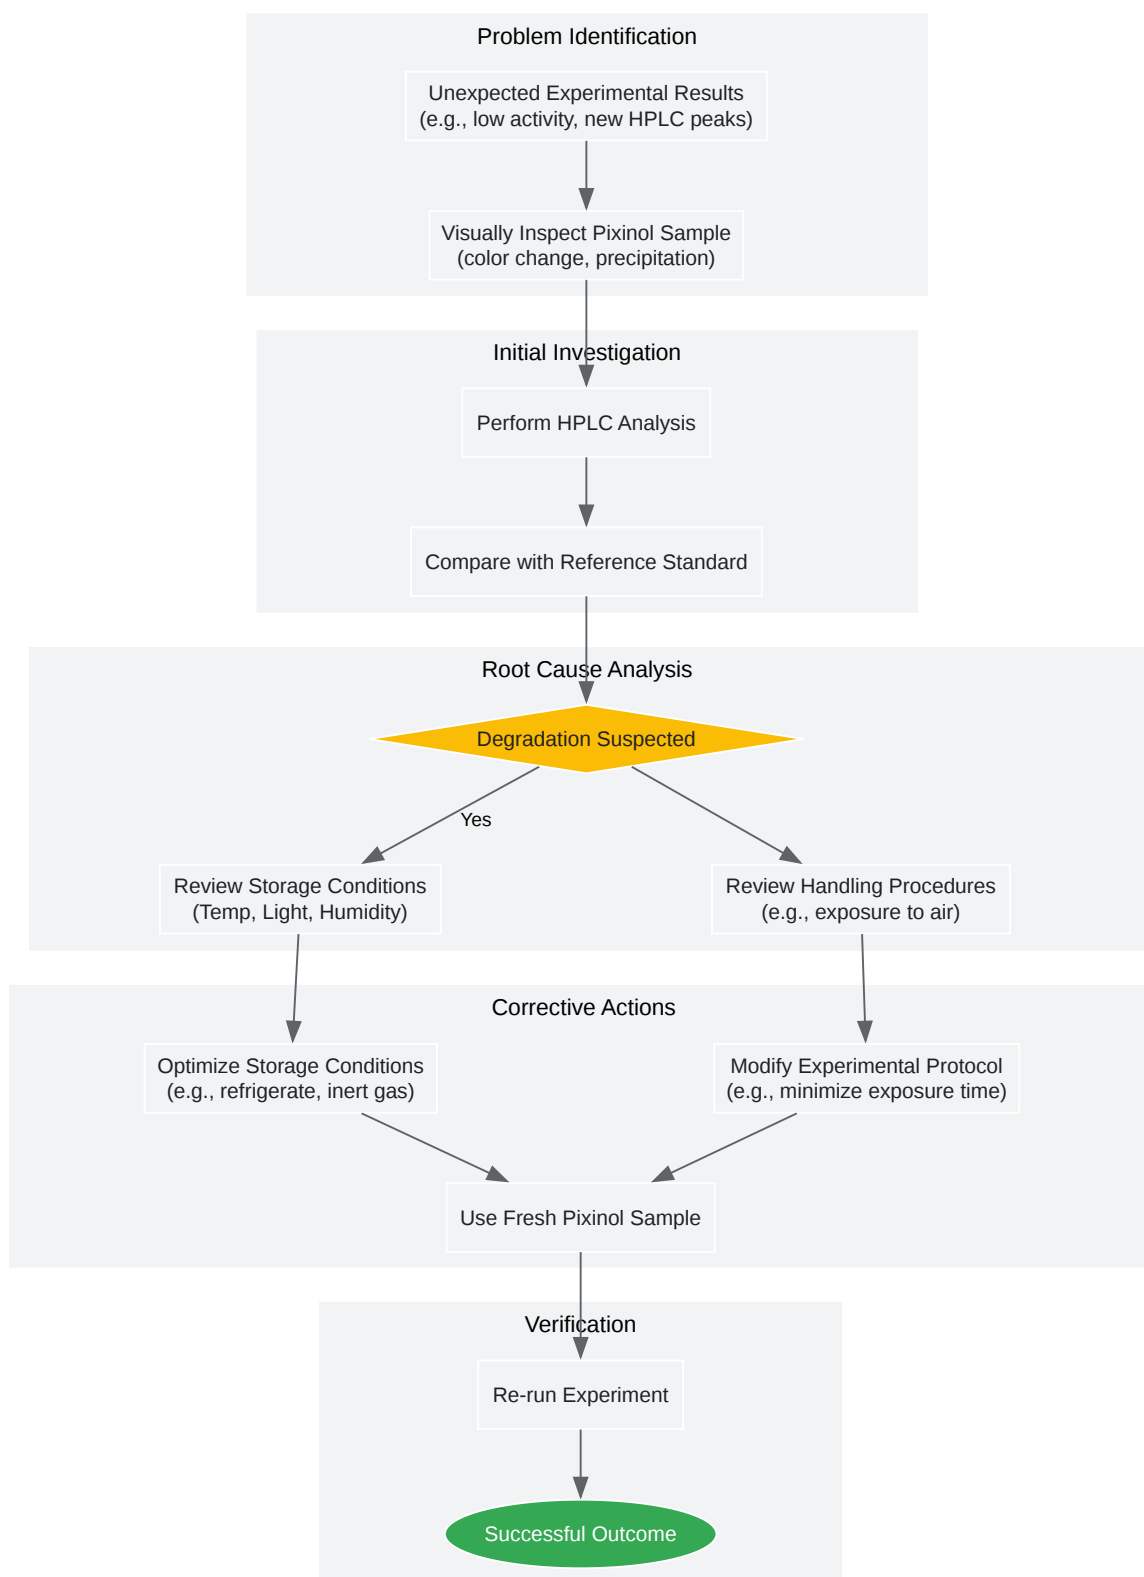 Problem Identification
Unexpected Experimental Results
(e.g., low activity, new HPLC peaks)
Visually Inspect Pixinol Sample
(color change, precipitation)
Initial Investigation
Perform HPLC Analysis
Compare with Reference Standard
Root Cause Analysis
Degradation Suspected
Yes
Review Storage Conditions
(Temp, Light, Humidity)
Review Handling Procedures
(e.g., exposure to air)
Corrective Actions
Optimize Storage Conditions
(e.g., refrigerate, inert gas)
Modify Experimental Protocol
(e.g., minimize exposure time)
Use Fresh Pixinol Sample
Verification
Re-run Experiment
Successful Outcome